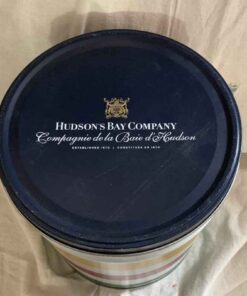 HUDSON'S BAY COMPANY
Compagnie de la Baie d'Hudson
ESTABLISHED 1670 | CONSTITUÉE EN 1670